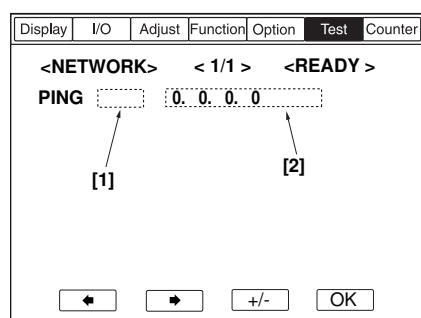 Display I/O Adjust Function Option Test Counter
<NETWORK> < 1/1 > <READY >
PING 0. 0. 0. 0
[1] [2]
+/- OK